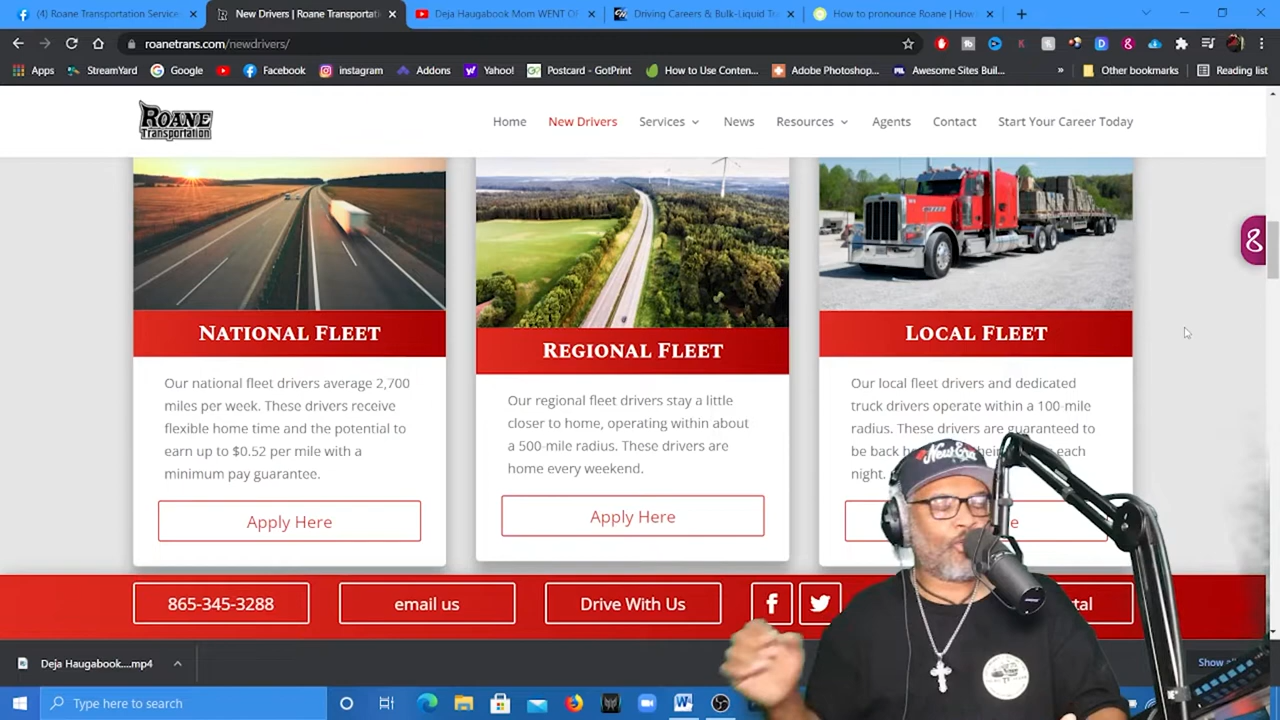 (4) Roane Transportation Service
New Drivers | Roane Transportati
Deja Haugabook Mom WENT OF
Driving Careers & Bulk-Liquid Tr
How to pronounce Roane | How
roanetrans.com/newdrivers/
Apps
StreamYard
Google
Facebook
instagram
Addons
Yahoo!
Postcard - GotPrint
How to Use Conten...
Adobe Photoshop...
Awesome Sites Buil...
Other bookmarks
Reading list
ROANE
Transportation
Home
New Drivers
Services
News
Resources
Agents
Contact
Start Your Career Today
NATIONAL FLEET
Our national fleet drivers average 2,700
miles per week. These drivers receive
flexible home time and the potential to
earn up to $0.52 per mile with a
minimum pay guarantee.
Apply Here
REGIONAL FLEET
Our regional fleet drivers stay a little
closer to home, operating within about
a 500-mile radius. These drivers are
home every weekend.
Apply Here
LOCAL FLEET
Our local fleet drivers and dedicated
truck drivers operate within a 100-mile
radius. These drivers are guaranteed to
be back
each
night.
New Era
865-345-3288
email us
Drive With Us
Deja Haugabook....mp4
Type here to search